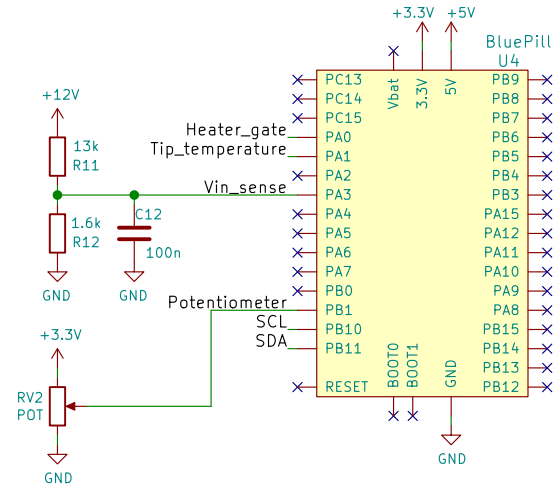 +3.3V
+5V
BluePill
U4
+12V
13k
R11
1.6k
R12
GND
C12
100n
GND
Heater_gate
Tip_temperature
Vin_sense
Potentiometer
SCL
SDA
+3.3V
RV2
POT
GND
Vbat
3.3V
5V
PC13
PC14
PC15
PA0
PA1
PA2
PA3
PA4
PA5
PA6
PA7
PB0
PB1
PB10
PB11
RESET
BOOT0
BOOT1
GND
PB9
PB8
PB7
PB6
PB5
PB4
PB3
PA15
PA12
PA11
PA10
PA9
PA8
PB15
PB14
PB13
PB12
GND